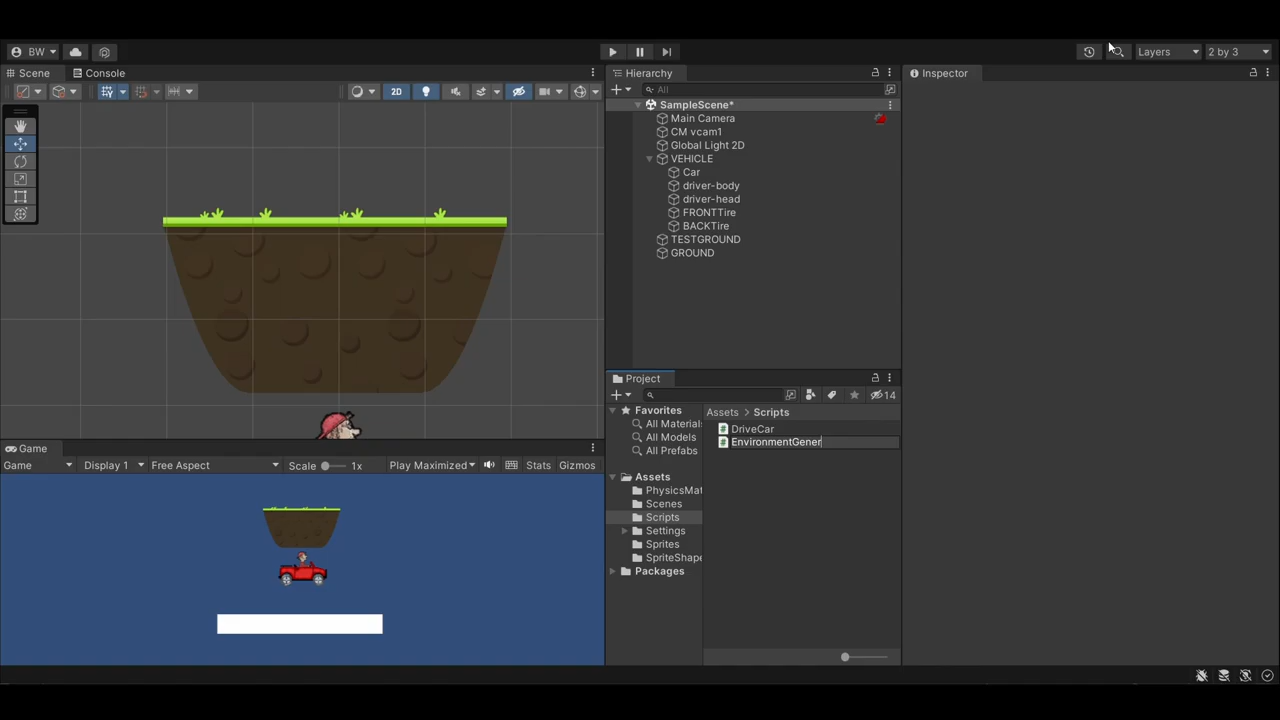 BW
Layers
2 by 3
Scene
Console
2D
Hierarchy
All
SampleScene*
Main Camera
CM vcam1
Global Light 2D
VEHICLE
Car
driver-body
driver-head
FRONTTire
BACKTire
TESTGROUND
GROUND
Inspector
Project
14
Favorites
All Material
All Models
All Prefabs
Assets
PhysicsMat
Scenes
Scripts
Settings
Sprites
SpriteShape
Packages
Assets > Scripts
DriveCar
EnvironmentGener
Game
Game
Display 1
Free Aspect
Scale
1x
Play Maximized
Stats
Gizmos